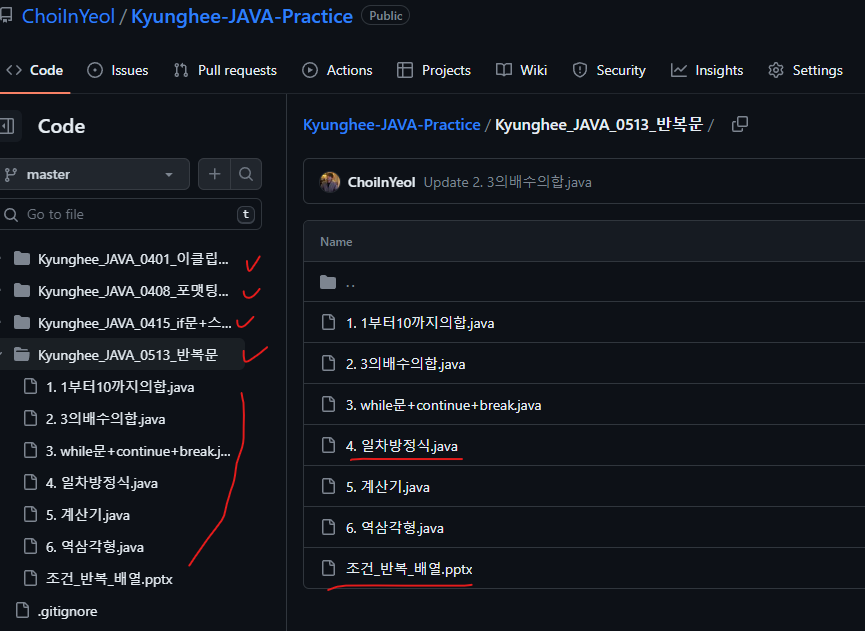 ChoiInYeol / Kyunghee-JAVA-Practice Public
Code Issues Pull requests Actions Projects Wiki Security Insights Settings
Code
master
Go to file t
Kyunghee_JAVA_0401_이클립...
Kyunghee_JAVA_0408_포맷팅...
Kyunghee_JAVA_0415_if문+스...
Kyunghee_JAVA_0513_반복문
1. 1부터10까지의합.java
2. 3의배수의합.java
3. while문+continue+break.j...
4. 일차방정식.java
5. 계산기.java
6. 역삼각형.java
조건_반복_배열.pptx
.gitignore
Kyunghee-JAVA-Practice / Kyunghee_JAVA_0513_반복문 /
ChoiInYeol Update 2. 3의배수의합.java
Name
..
1. 1부터10까지의합.java
2. 3의배수의합.java
3. while문+continue+break.java
4. 일차방정식.java
5. 계산기.java
6. 역삼각형.java
조건_반복_배열.pptx